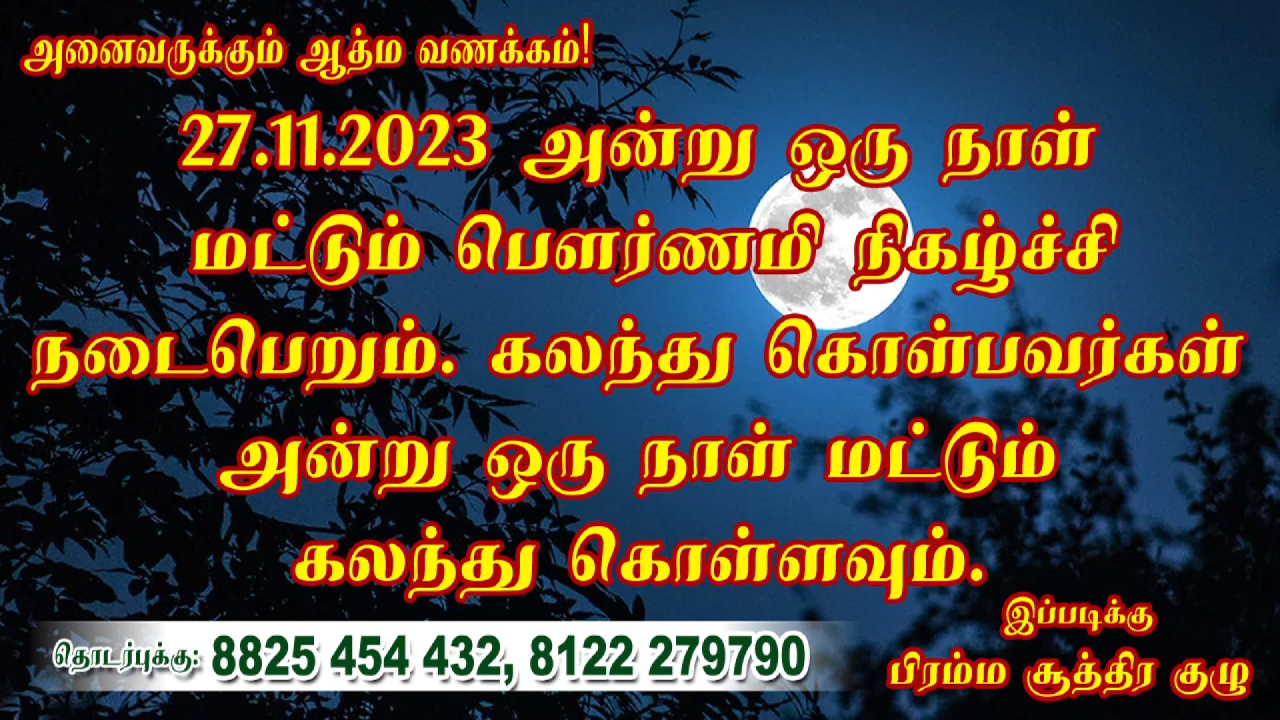 அனைவருக்கும் ஆத்ம வணக்கம்!
27.11.2023 அன்று ஒரு நாள்
மட்டும் பௌர்ணமி நிகழ்ச்சி
நடைபெறும். கலந்து கொள்பவர்கள்
அன்று ஒரு நாள் மட்டும்
கலந்து கொள்ளவும்.
தொடர்புக்கு: 8825 454 432, 8122 279790
இப்படிக்கு
பிரம்ம சூத்திர குழு